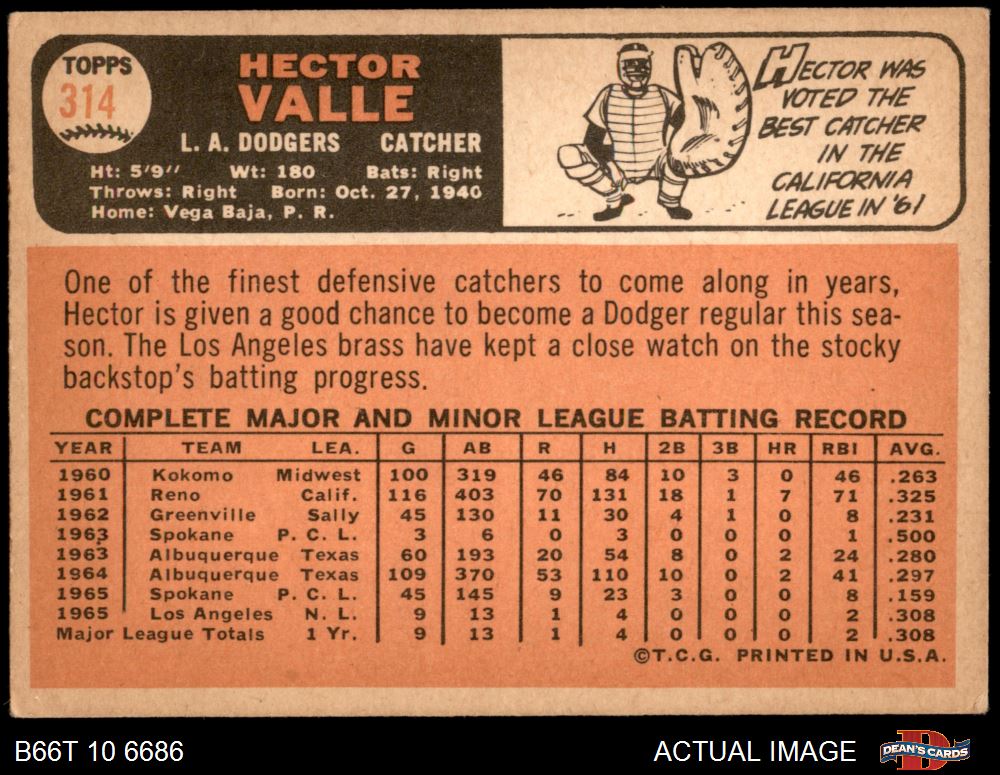 TOPPS
314
HECTOR
VALLE
L. A. DODGERS CATCHER
Ht: 5'9" Wt: 180 Bats: Right
Throws: Right Born: Oct. 27, 1940
Home: Vega Baja, P. R.
HECTOR WAS
VOTED THE
BEST CATCHER
IN THE
CALIFORNIA
LEAGUE IN '61
One of the finest defensive catchers to come along in years,
Hector is given a good chance to become a Dodger regular this sea-
son. The Los Angeles brass have kept a close watch on the stocky
backstop's batting progress.
COMPLETE MAJOR AND MINOR LEAGUE BATTING RECORD
YEAR TEAM LEA. G AB R H 2B 3B HR RBI AVG.
1960 Kokomo Midwest 100 319 46 84 10 3 0 46 .263
1961 Reno Calif. 116 403 70 131 18 1 7 71 .325
1962 Greenville Sally 45 130 11 30 4 1 0 8 .231
1963 Spokane P. C. L. 3 6 0 3 0 0 0 1 .500
1963 Albuquerque Texas 60 193 20 54 8 0 2 24 .280
1964 Albuquerque Texas 109 370 53 110 10 0 2 41 .297
1965 Spokane P. C. L. 45 145 9 23 3 0 0 8 .159
1965 Los Angeles N. L. 9 13 1 4 0 0 0 2 .308
Major League Totals 1 Yr. 9 13 1 4 0 0 0 2 .308
©T.C.G. PRINTED IN U.S.A.
B66T 10 6686 ACTUAL IMAGE D DEAN'S CARDS